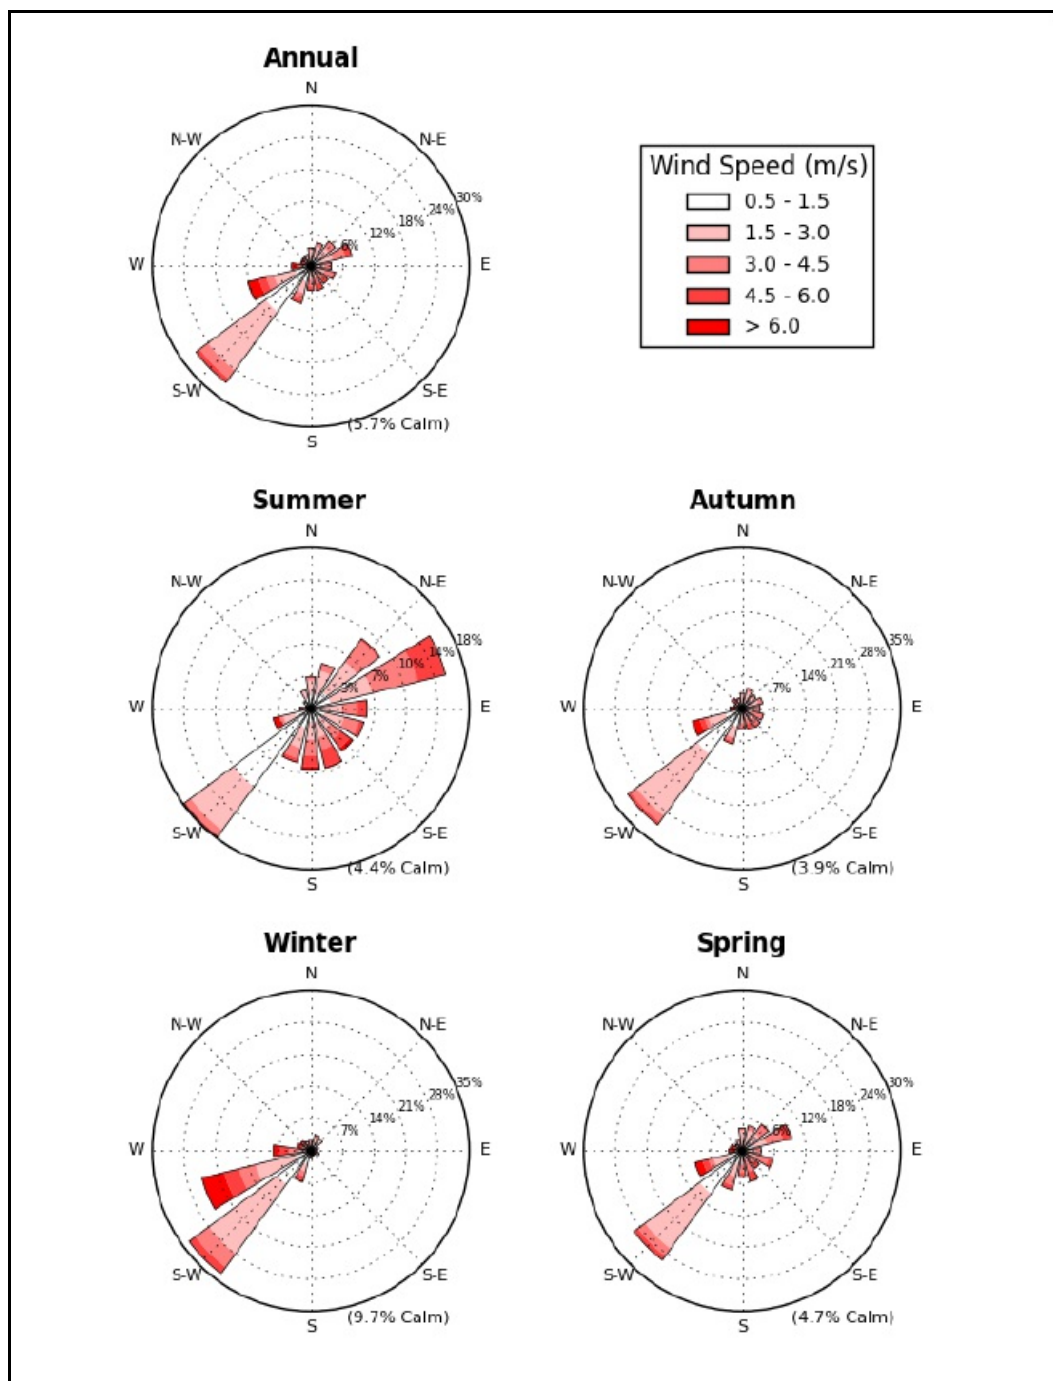 Annual
N
N-W
N-E
30%
24%
18%
12%
6%
W
E
S-W
S-E
(5.7% Calm)
S
Wind Speed (m/s)
0.5 - 1.5
1.5 - 3.0
3.0 - 4.5
4.5 - 6.0
> 6.0
Summer
N
N-W
N-E
18%
14%
10%
7%
3%
W
E
S-W
S-E
(4.4% Calm)
S
Autumn
N
N-W
N-E
35%
28%
21%
14%
7%
W
E
S-W
S-E
(3.9% Calm)
S
Winter
N
N-W
N-E
35%
28%
21%
14%
7%
W
E
S-W
S-E
(9.7% Calm)
S
Spring
N
N-W
N-E
30%
24%
18%
12%
6%
W
E
S-W
S-E
(4.7% Calm)
S